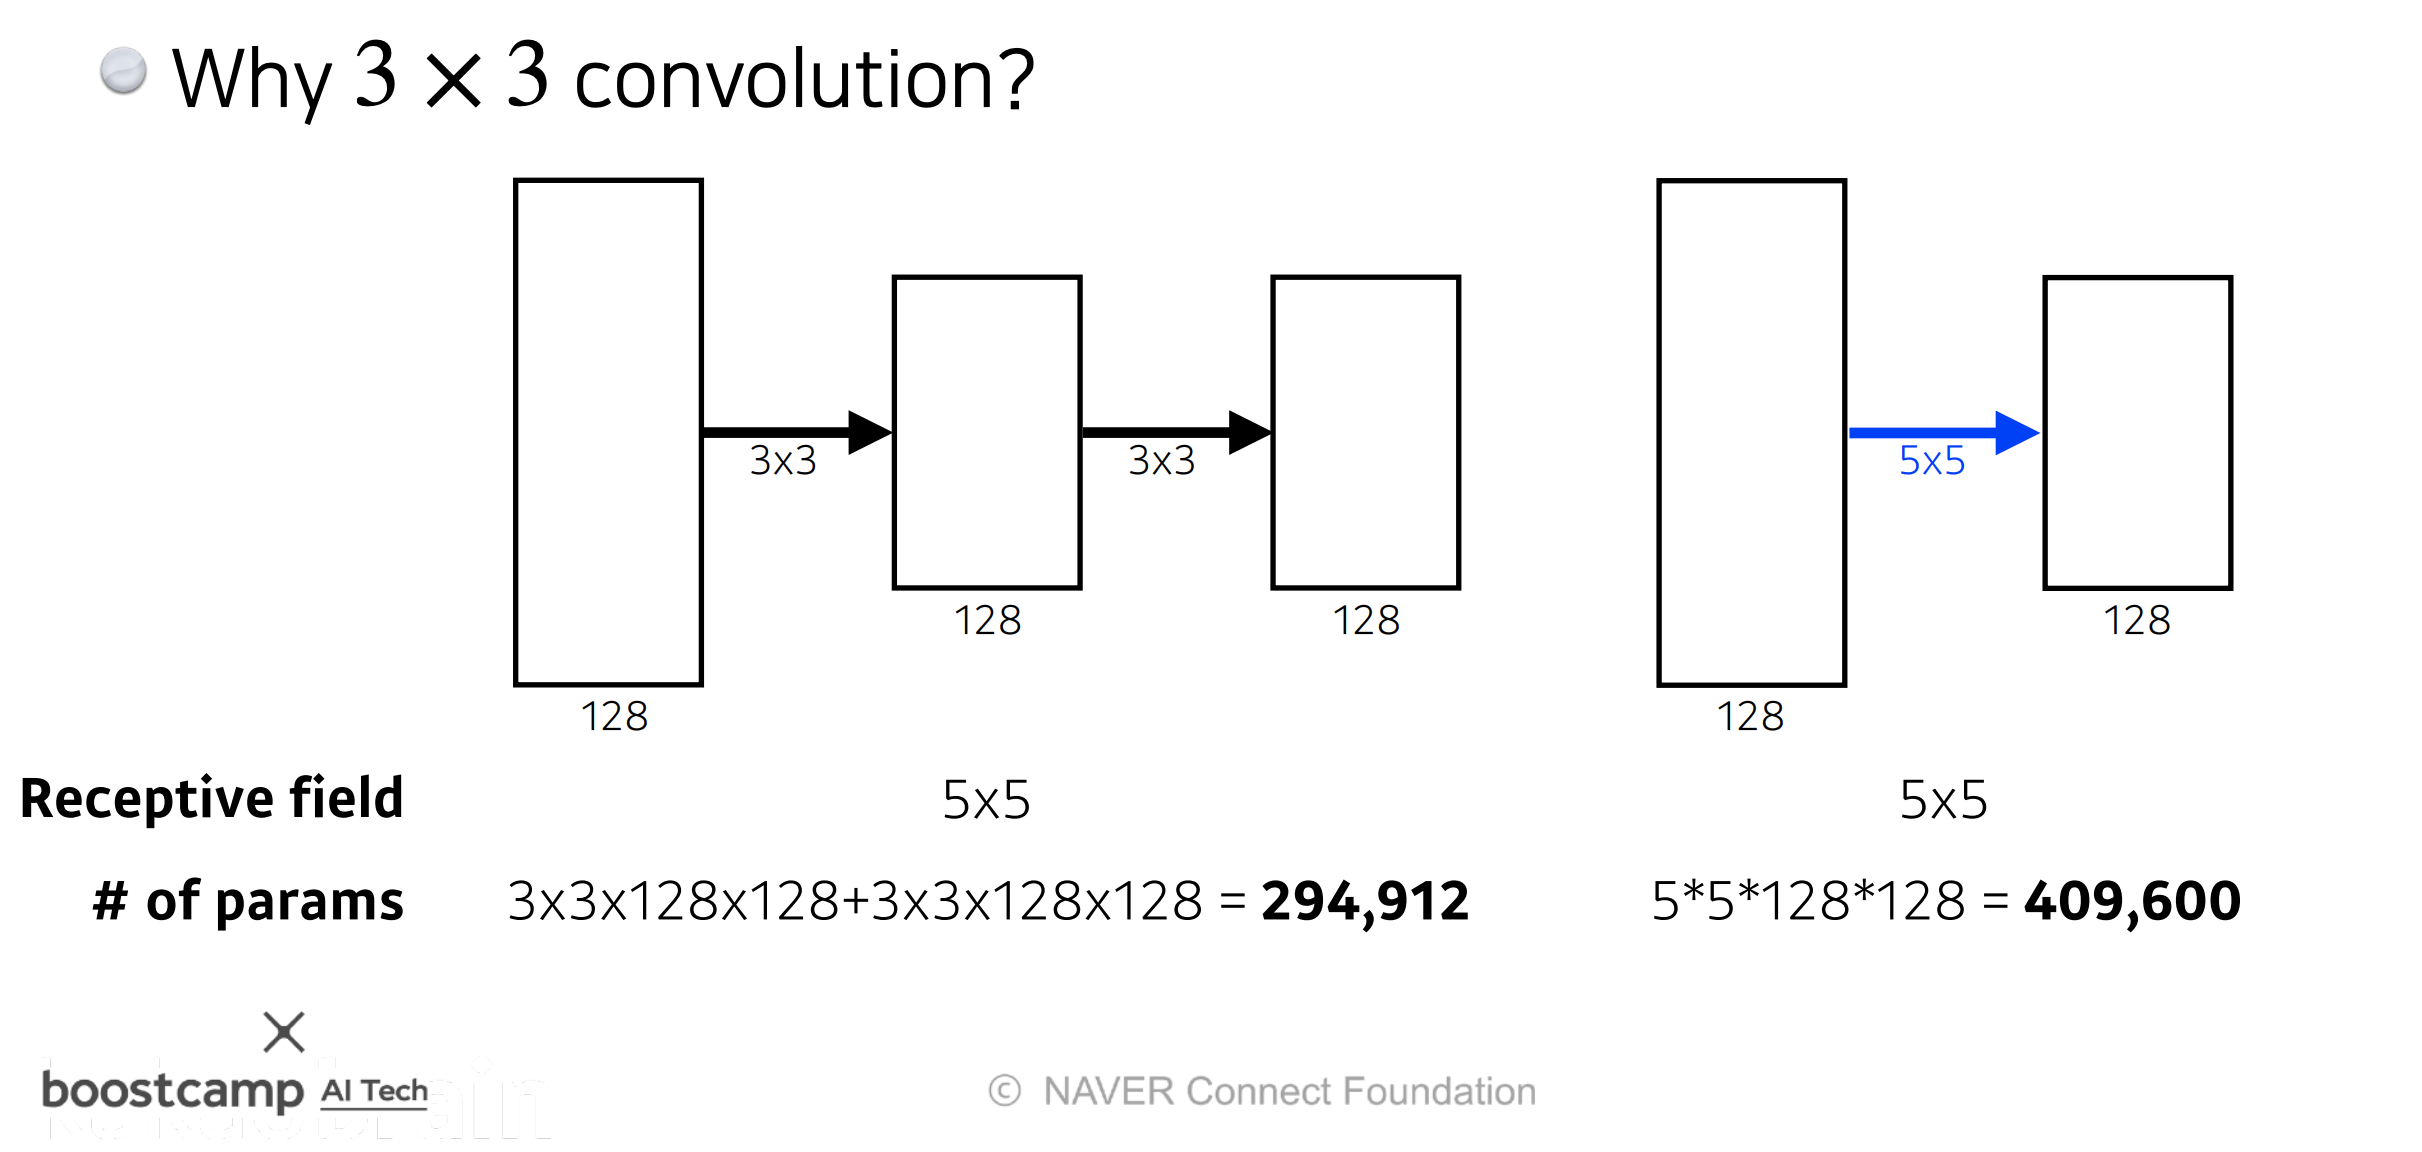 Why 3 × 3 convolution?
3x3
3x3
5x5
128
128
128
128
128
Receptive field 5x5 5x5
# of params 3x3x128x128+3x3x128x128 = 294,912 5*5*128*128 = 409,600
boostcamp AI Tech
© NAVER Connect Foundation